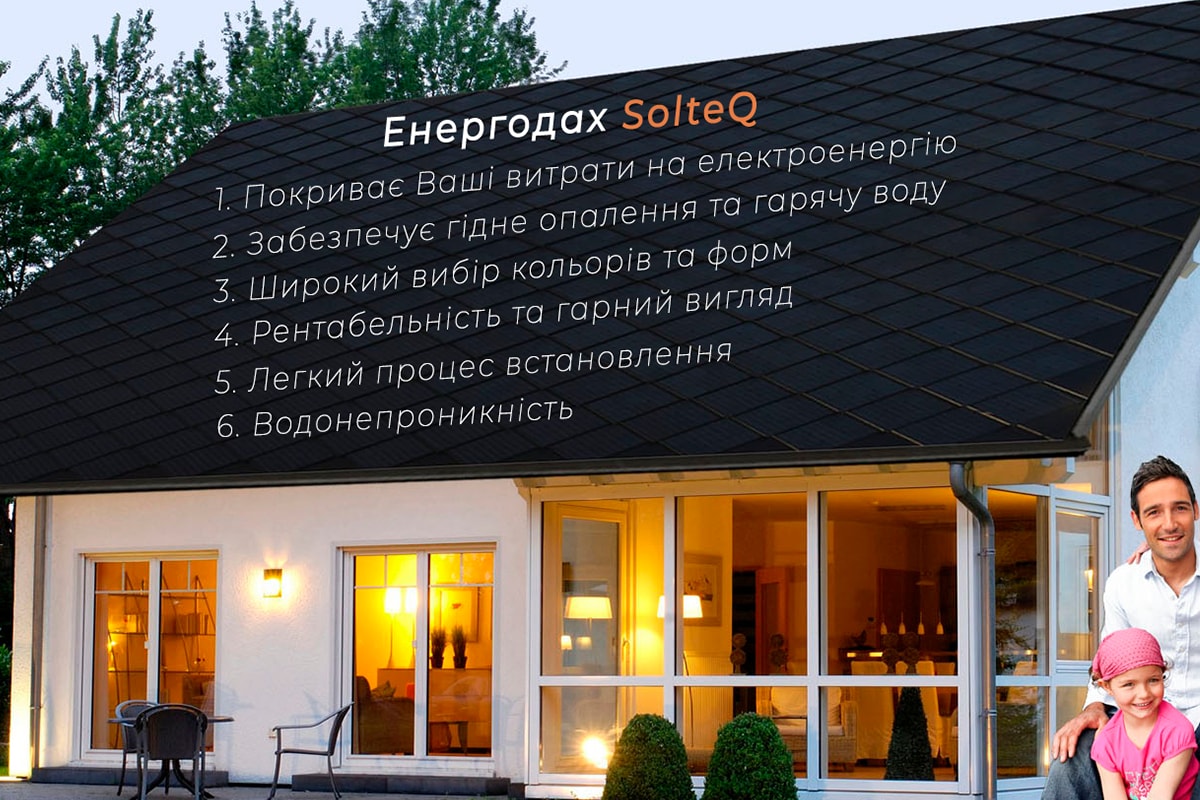 Енергодах SolteQ
1. Покриває Ваші витрати на електроенергію
2. Забезпечує гідне опалення та гарячу воду
3. Широкий вибір кольорів та форм
4. Рентабельність та гарний вигляд
5. Легкий процес встановлення
6. Водонепроникність